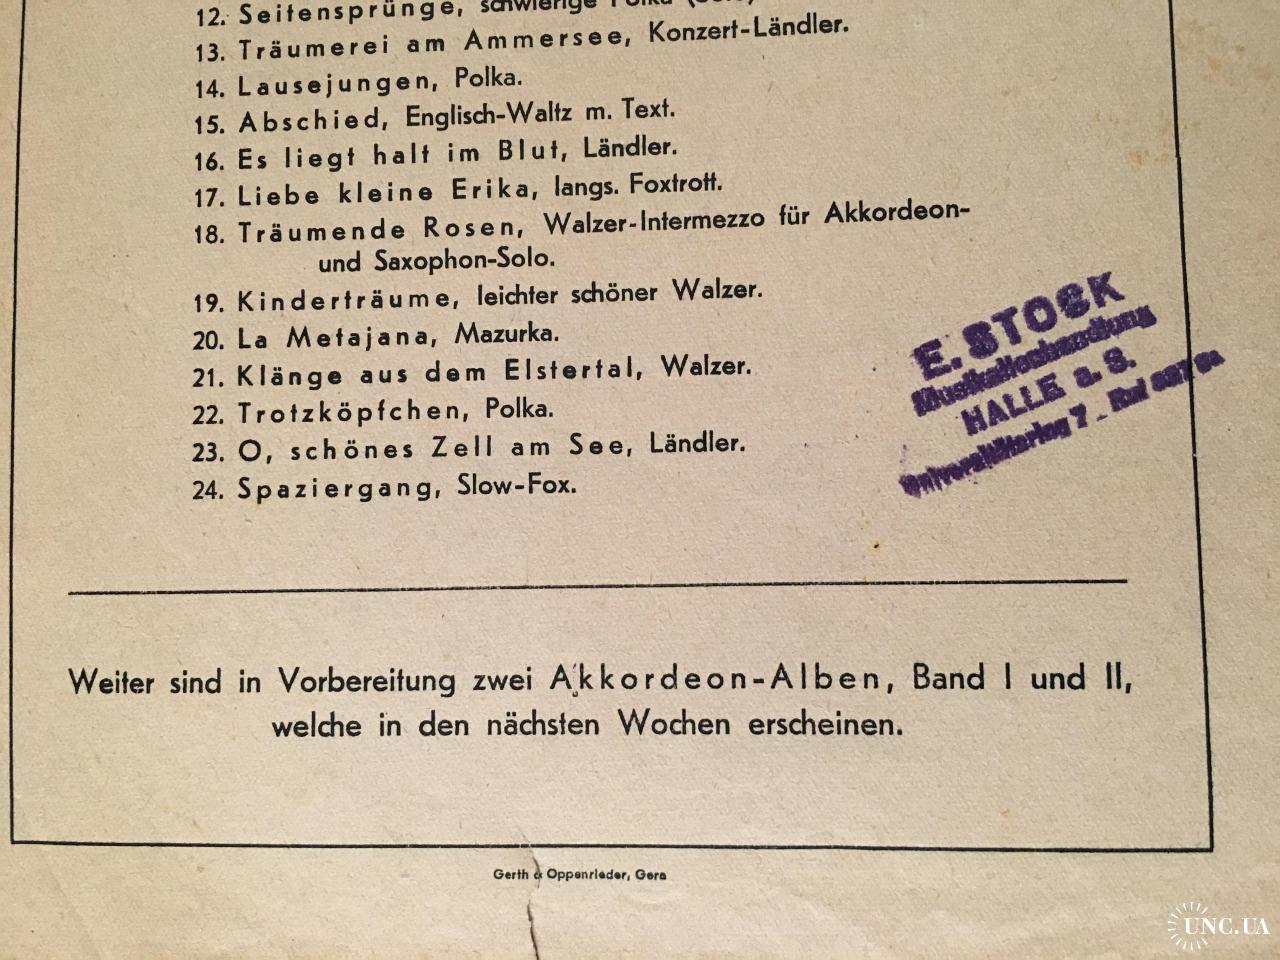 12. Seitensprünge, schwierige Polka
13. Träumerei am Ammersee, Konzert-Ländler.
14. Lausejungen, Polka.
15. Abschied, Englisch-Waltz m. Text.
16. Es liegt halt im Blut, Ländler.
17. Liebe kleine Erika, langs. Foxtrott.
18. Träumende Rosen, Walzer-Intermezzo für Akkordeon-
und Saxophon-Solo.
19. Kinderträume, leichter schöner Walzer.
20. La Metajana, Mazurka.
21. Klänge aus dem Elstertal, Walzer.
22. Trotzköpfchen, Polka.
23. O, schönes Zell am See, Ländler.
24. Spaziergang, Slow-Fox.
E. STOCK
Musikalienhandlung
HALLE a. S.
Universitätsring 7 - Ruf
Weiter sind in Vorbereitung zwei Akkordeon-Alben, Band I und II,
welche in den nächsten Wochen erscheinen.
Gerth & Oppenrieder, Gera
UNC.UA